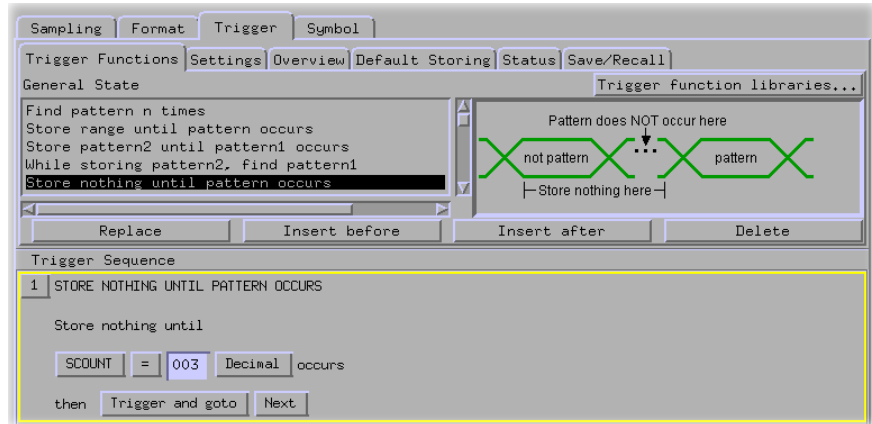 Sampling Format Trigger Symbol
Trigger Functions Settings Overview Default Storing Status Save/Recall
General State
Trigger function libraries...
Find pattern n times
Store range until pattern occurs
Store pattern2 until pattern1 occurs
While storing pattern2, find pattern1
Store nothing until pattern occurs
Pattern does NOT occur here
not pattern ... pattern
Store nothing here
Replace Insert before Insert after Delete
Trigger Sequence
1 STORE NOTHING UNTIL PATTERN OCCURS
Store nothing until
SCOUNT = 003 Decimal occurs
then Trigger and goto Next